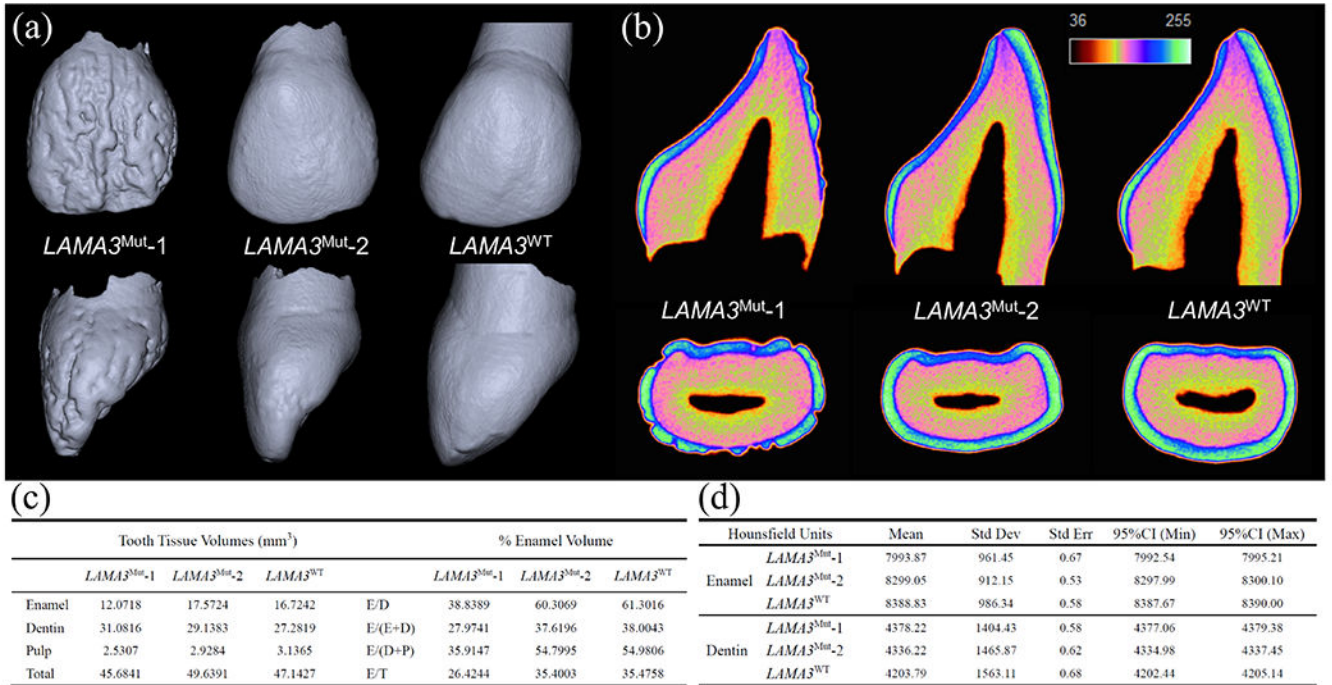 (a)
LAMA3Mut-1 LAMA3Mut-2 LAMA3WT
(b)
36 255
LAMA3Mut-1 LAMA3Mut-2 LAMA3WT
(c)
Tooth Tissue Volumes (mm3) % Enamel Volume
LAMA3Mut-1 LAMA3Mut-2 LAMA3WT LAMA3Mut-1 LAMA3Mut-2 LAMA3WT
Enamel 12.0718 17.5724 16.7242 E/D 38.8389 60.3069 61.3016
Dentin 31.0816 29.1383 27.2819 E/(E+D) 27.9741 37.6196 38.0043
Pulp 2.5307 2.9284 3.1365 E/(D+P) 35.9147 54.7995 54.9806
Total 45.6841 49.6391 47.1427 E/T 26.4244 35.4003 35.4758
(d)
Hounsfield Units Mean Std Dev Std Err 95%CI (Min) 95%CI (Max)
LAMA3Mut-1 7993.87 961.45 0.67 7992.54 7995.21
Enamel LAMA3Mut-2 8299.05 912.15 0.53 8297.99 8300.10
LAMA3WT 8388.83 986.34 0.58 8387.67 8390.00
LAMA3Mut-1 4378.22 1404.43 0.58 4377.06 4379.38
Dentin LAMA3Mut-2 4336.22 1465.87 0.62 4334.98 4337.45
LAMA3WT 4203.79 1563.11 0.68 4202.44 4205.14